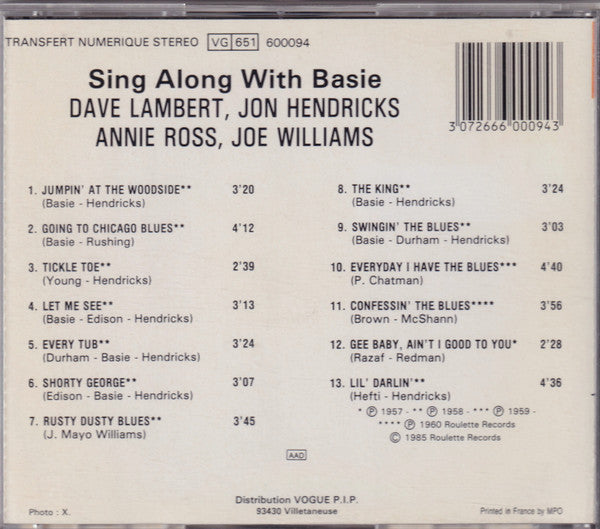 TRANSFERT NUMERIQUE STEREO VG 651 600094
Sing Along With Basie
DAVE LAMBERT, JON HENDRICKS
ANNIE ROSS, JOE WILLIAMS
3 072666 000943
1. JUMPIN' AT THE WOODSIDE** 3'20
(Basie - Hendricks)
2. GOING TO CHICAGO BLUES** 4'12
(Basie - Rushing)
3. TICKLE TOE** 2'39
(Young - Hendricks)
4. LET ME SEE** 3'13
(Basie - Edison - Hendricks)
5. EVERY TUB** 3'24
(Durham - Basie - Hendricks)
6. SHORTY GEORGE** 3'07
(Edison - Basie - Hendricks)
7. RUSTY DUSTY BLUES** 3'45
(J. Mayo Williams)
8. THE KING** 3'24
(Basie - Hendricks)
9. SWINGIN' THE BLUES** 3'03
(Basie - Durham - Hendricks)
10. EVERYDAY I HAVE THE BLUES*** 4'40
(P. Chatman)
11. CONFESSIN' THE BLUES**** 3'56
(Brown - McShann)
12. GEE BABY, AIN'T I GOOD TO YOU* 2'28
(Razaf - Redman)
13. LIL' DARLIN'** 4'36
(Hefti - Hendricks)
* ℗ 1957 - ** ℗ 1958 - *** ℗ 1959 -
**** ℗ 1960 Roulette Records
© 1985 Roulette Records
AAD
Distribution VOGUE P.I.P.
93430 Villetaneuse
Photo : X.
Printed in France by MPO